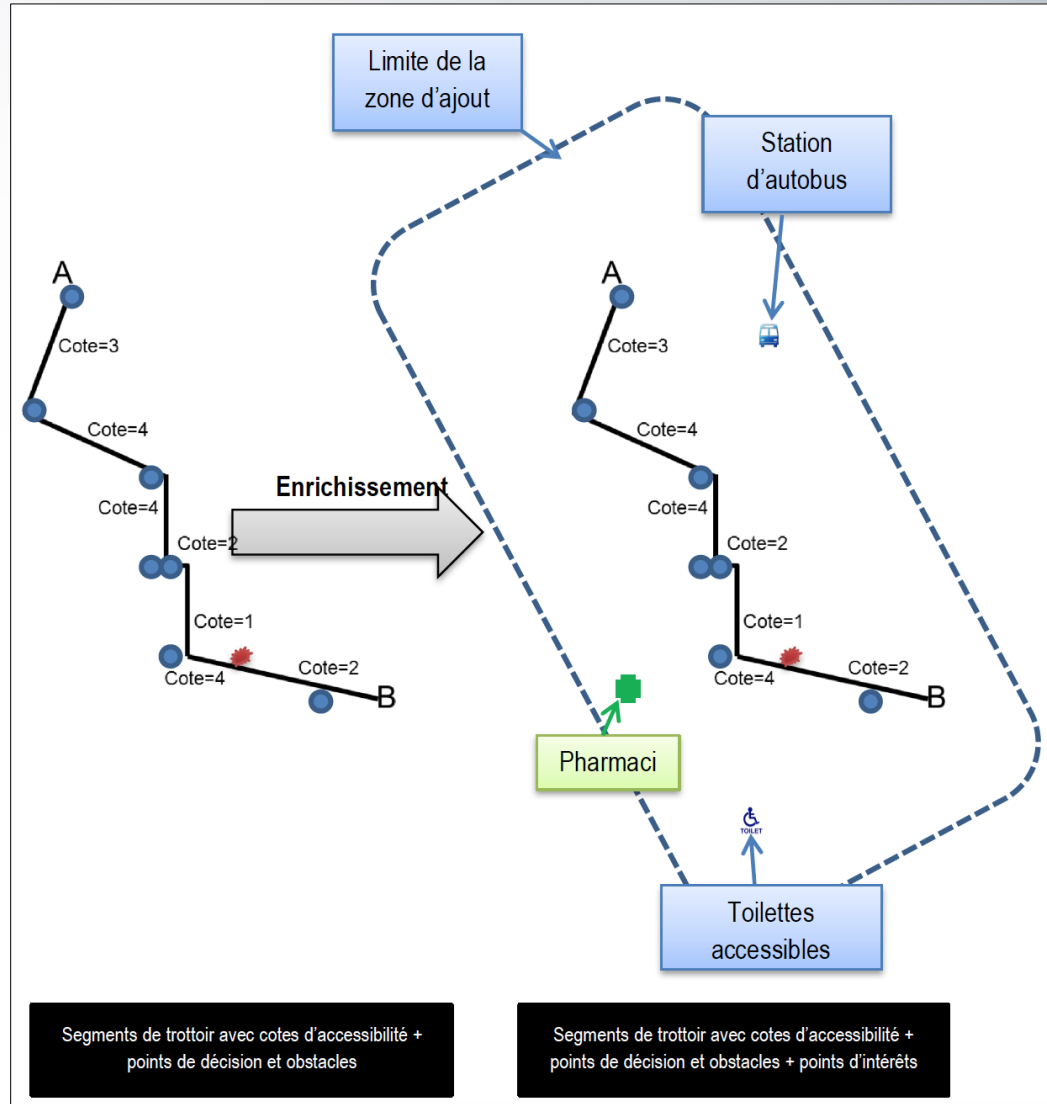 Limite de la
zone d'ajout
Station
d'autobus
A
Cote=3
Cote=4
Cote=4
Cote=2
Cote=1
Cote=4
Cote=2
B
Enrichissement
A
Cote=3
Cote=4
Cote=4
Cote=2
Cote=1
Cote=4
Cote=2
B
Pharmaci
TOILET
Toilettes
accessibles
Segments de trottoir avec cotes d'accessibilité +
points de décision et obstacles
Segments de trottoir avec cotes d'accessibilité +
points de décision et obstacles + points d'intérêts